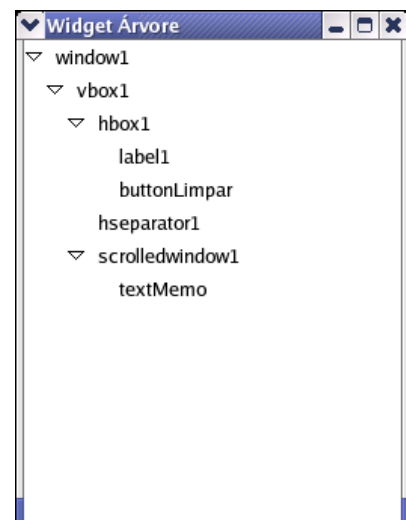 Widget Árvore
window1
vbox1
hbox1
label1
buttonLimpar
hseparator1
scrolledwindow1
textMemo